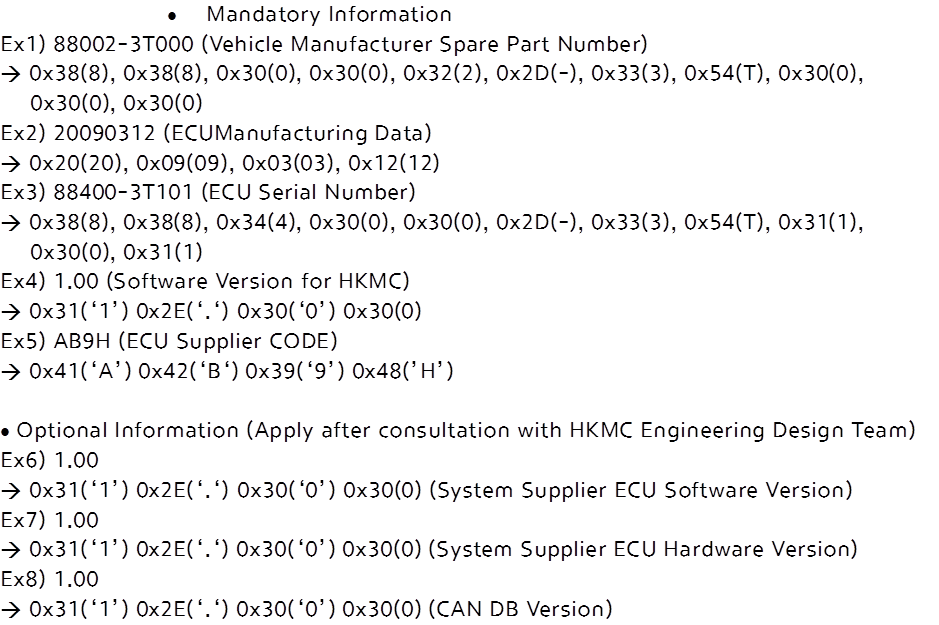 • Mandatory Information
Ex1) 88002-3T000 (Vehicle Manufacturer Spare Part Number)
→ 0x38(8), 0x38(8), 0x30(0), 0x30(0), 0x32(2), 0x2D(-), 0x33(3), 0x54(T), 0x30(0),
0x30(0), 0x30(0)
Ex2) 20090312 (ECUManufacturing Data)
→ 0x20(20), 0x09(09), 0x03(03), 0x12(12)
Ex3) 88400-3T101 (ECU Serial Number)
→ 0x38(8), 0x38(8), 0x34(4), 0x30(0), 0x30(0), 0x2D(-), 0x33(3), 0x54(T), 0x31(1),
0x30(0), 0x31(1)
Ex4) 1.00 (Software Version for HKMC)
→ 0x31(‘1’) 0x2E(‘.‘) 0x30(‘0’) 0x30(0)
Ex5) AB9H (ECU Supplier CODE)
→ 0x41(‘A’) 0x42(‘B‘) 0x39(‘9’) 0x48(’H’)
• Optional Information (Apply after consultation with HKMC Engineering Design Team)
Ex6) 1.00
→ 0x31(‘1’) 0x2E(‘.‘) 0x30(‘0’) 0x30(0) (System Supplier ECU Software Version)
Ex7) 1.00
→ 0x31(‘1’) 0x2E(‘.‘) 0x30(‘0’) 0x30(0) (System Supplier ECU Hardware Version)
Ex8) 1.00
→ 0x31(‘1’) 0x2E(‘.‘) 0x30(‘0’) 0x30(0) (CAN DB Version)